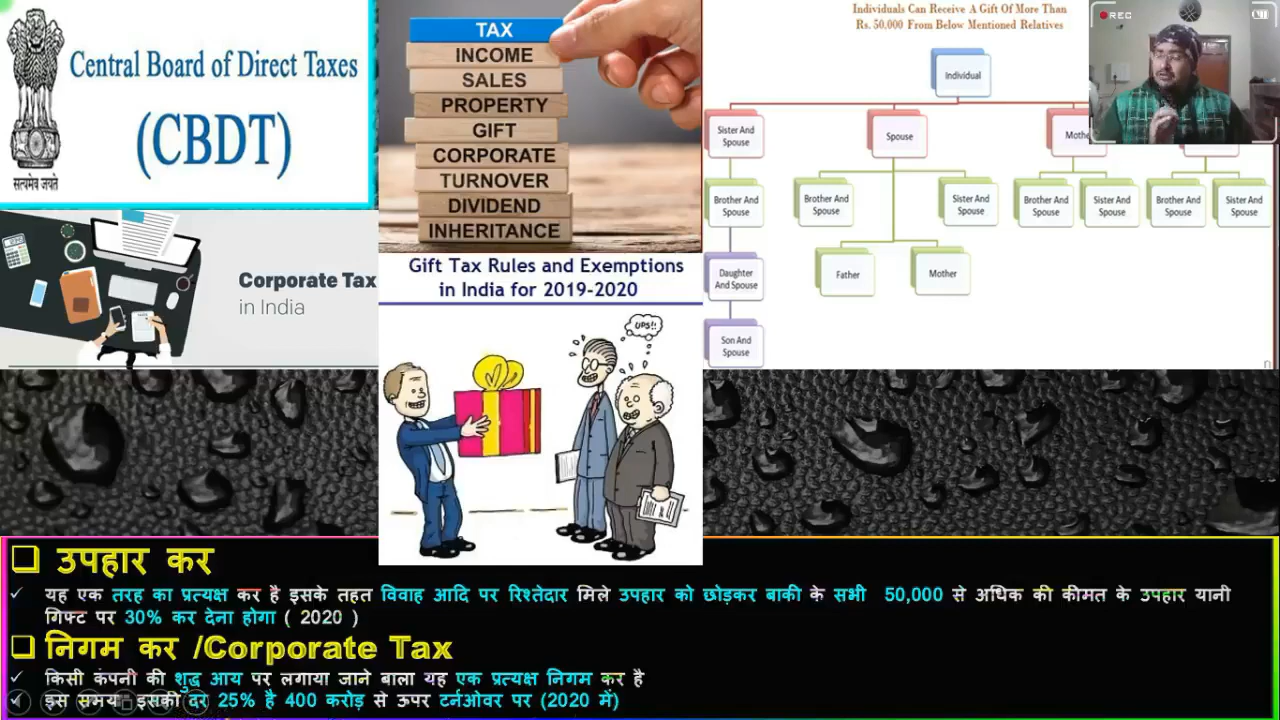 Central Board of Direct Taxes
(CBDT)
सत्यमेव जयते
Corporate Tax
in India
TAX
INCOME
SALES
PROPERTY
GIFT
CORPORATE
TURNOVER
DIVIDEND
INHERITANCE
Gift Tax Rules and Exemptions
in India for 2019-2020
UPS!!
Individuals Can Receive A Gift Of More Than
Rs. 50,000 From Below Mentioned Relatives
REC
Individual
Sister And
Spouse
Spouse
Brother And
Spouse
Brother And
Spouse
Sister And
Spouse
Brother And
Spouse
Sister And
Spouse
Brother And
Spouse
Sister And
Spouse
Daughter
And Spouse
Father
Mother
Son And
Spouse
उपहार कर
यह एक तरह का प्रत्यक्ष कर है इसके तहत विवाह आदि पर रिश्तेदार मिले उपहार को छोड़कर बाकी के सभी 50,000 से अधिक की कीमत के उपहार यानी
गिफ्ट पर 30% कर देना होगा ( 2020 )
निगम कर /Corporate Tax
किसी कंपनी की शुद्ध आय पर लगाया जाने बाला यह एक प्रत्यक्ष निगम कर है
इस समय इसकी दर 25% है 400 करोड़ से ऊपर टर्नओवर पर (2020 में)